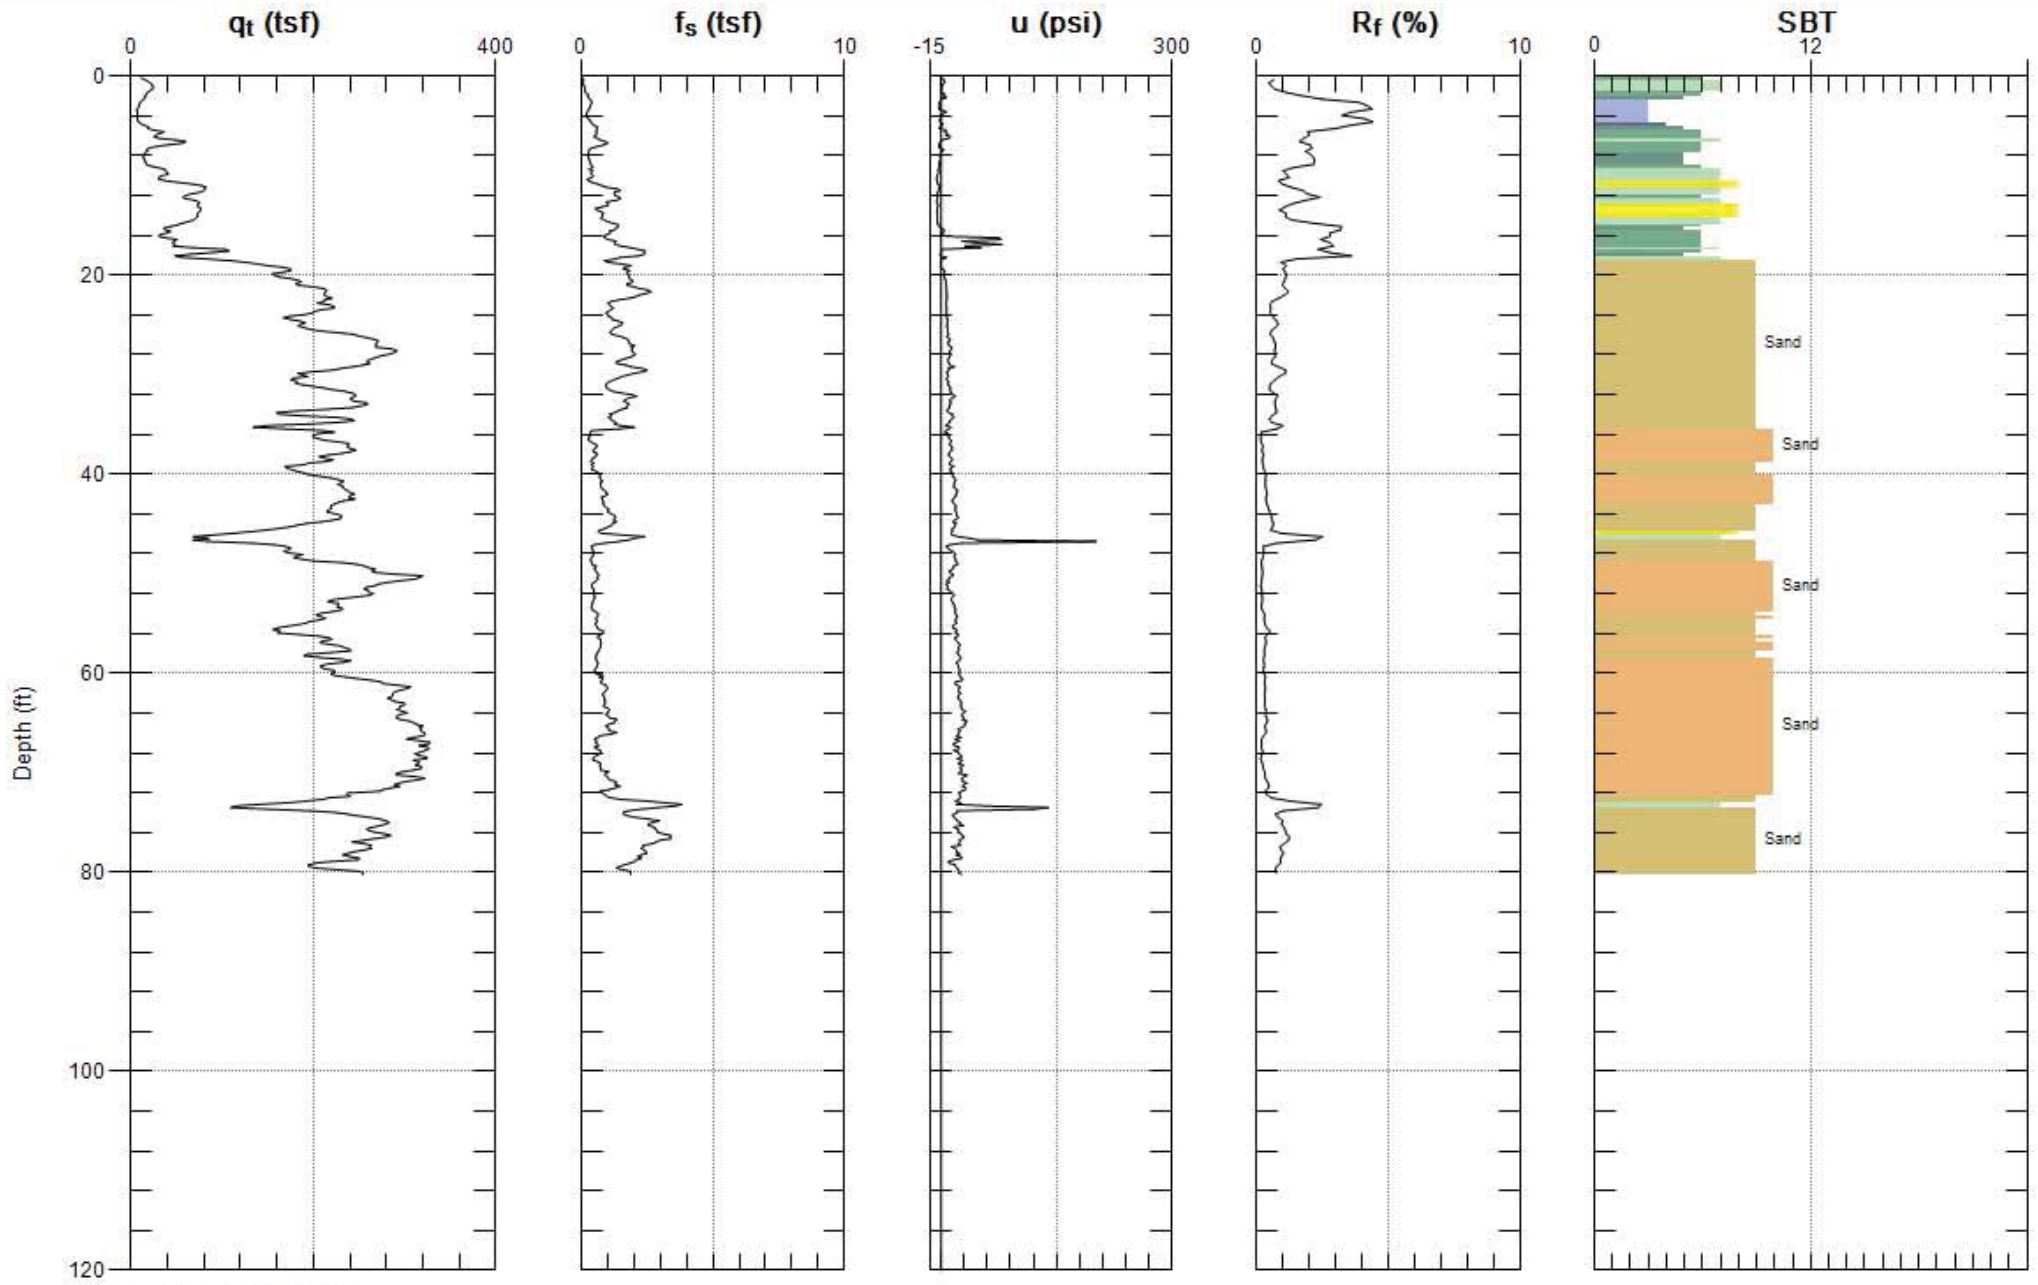 qt (tsf) fs (tsf) u (psi) Rf (%) SBT
0 400 0 10 -15 300 0 10 0 12
0
20
Sand
Sand
40
Sand
60
Depth (ft)
Sand
Sand
80
100
120